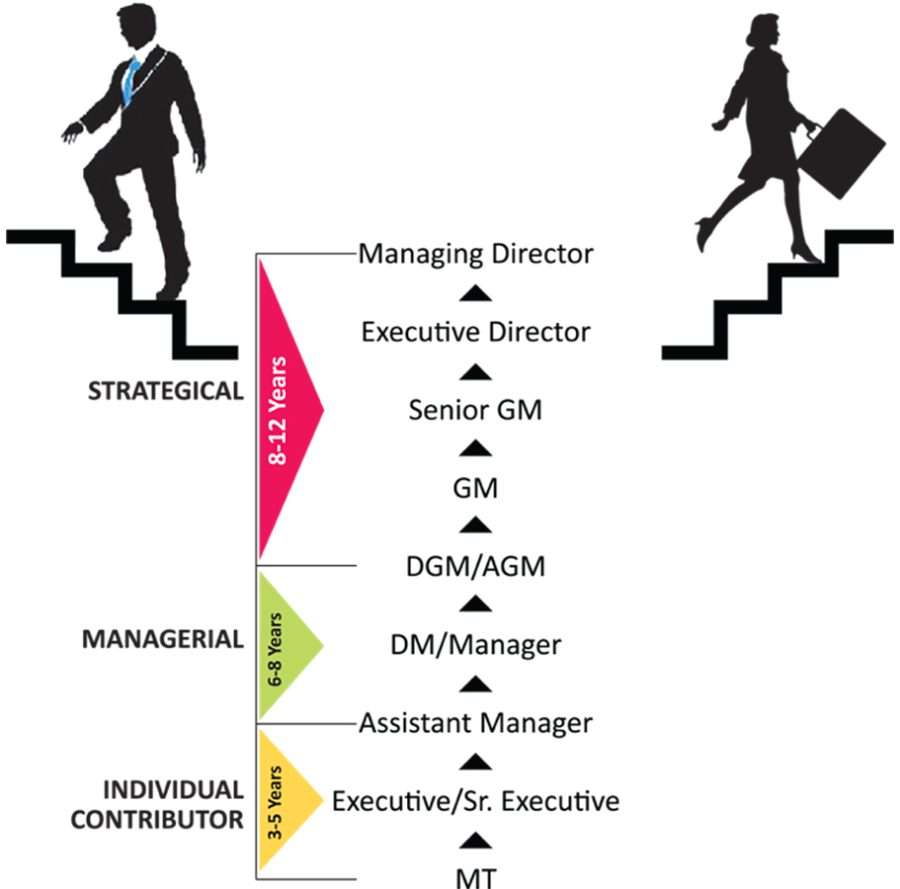 Managing Director
Executive Director
STRATEGICAL
8-12 Years
Senior GM
GM
DGM/AGM
MANAGERIAL
6-8 Years
DM/Manager
Assistant Manager
INDIVIDUAL
CONTRIBUTOR
3-5 Years
Executive/Sr. Executive
MT